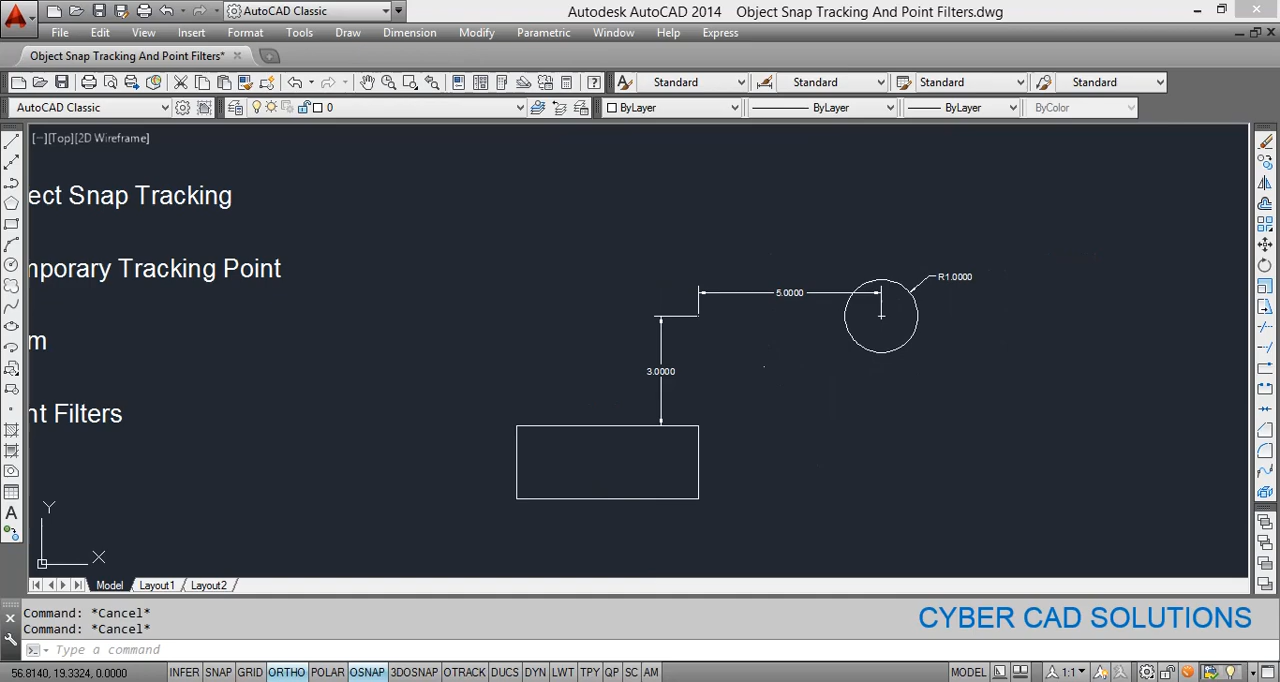 Autodesk AutoCAD 2014 Object Snap Tracking And Point Filters.dwg
AutoCAD Classic
File Edit View Insert Format Tools Draw Dimension Modify Parametric Window Help Express
Object Snap Tracking And Point Filters*
Standard Standard Standard Standard
AutoCAD Classic 0 ByLayer ByLayer ByLayer ByColor
[−][Top][2D Wireframe]
ect Snap Tracking
mporary Tracking Point
m
nt Filters
R1.0000
5.0000
3.0000
Y
X
Model Layout1 Layout2
Command: *Cancel*
Command: *Cancel*
Type a command
CYBER CAD SOLUTIONS
56.8140, 19.3324, 0.0000 INFER SNAP GRID ORTHO POLAR OSNAP 3DOSNAP OTRACK DUCS DYN LWT TPY QP SC AM MODEL 1:1